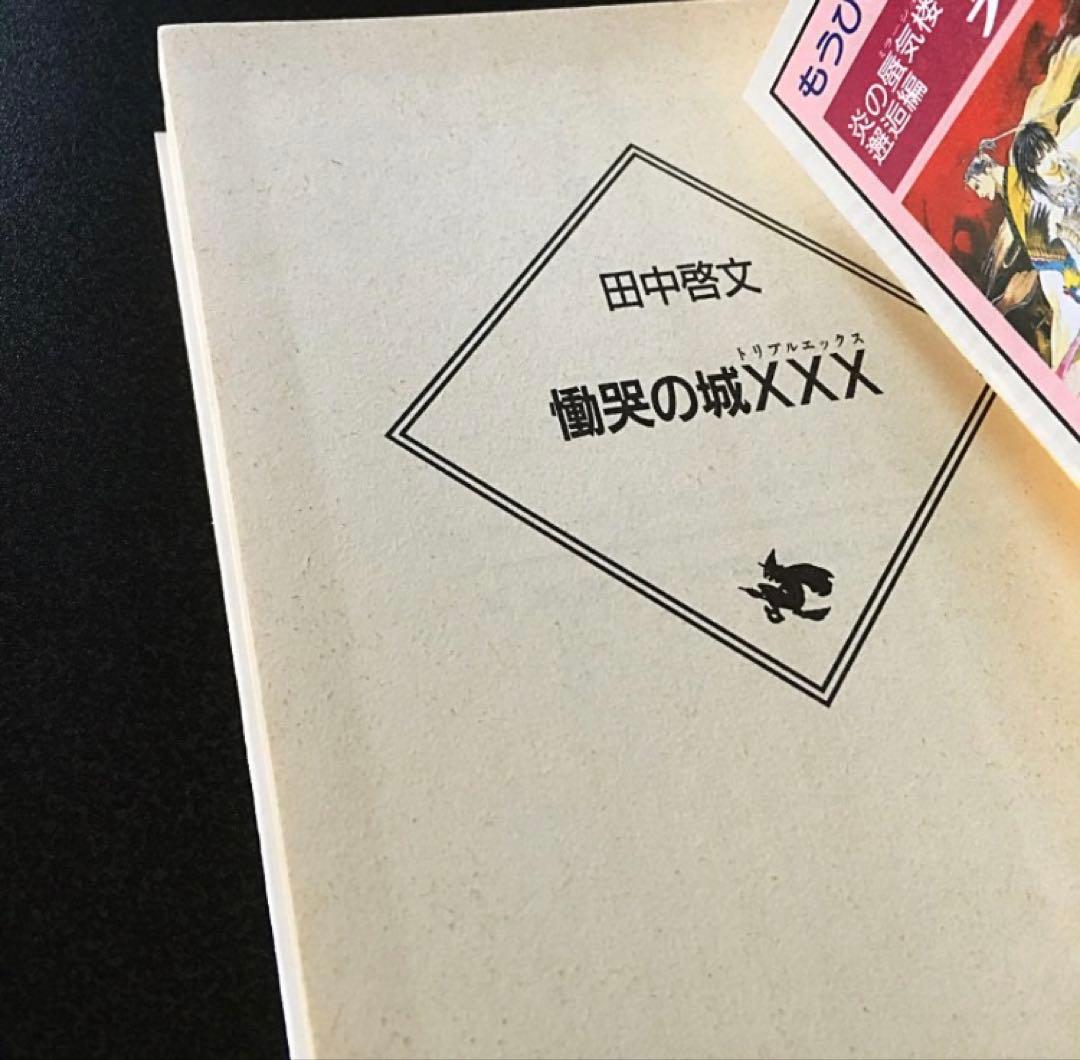 田中啓文
トリプルエックス
慟哭の城XXX
もうひ
炎の蜃気楼
邂逅編